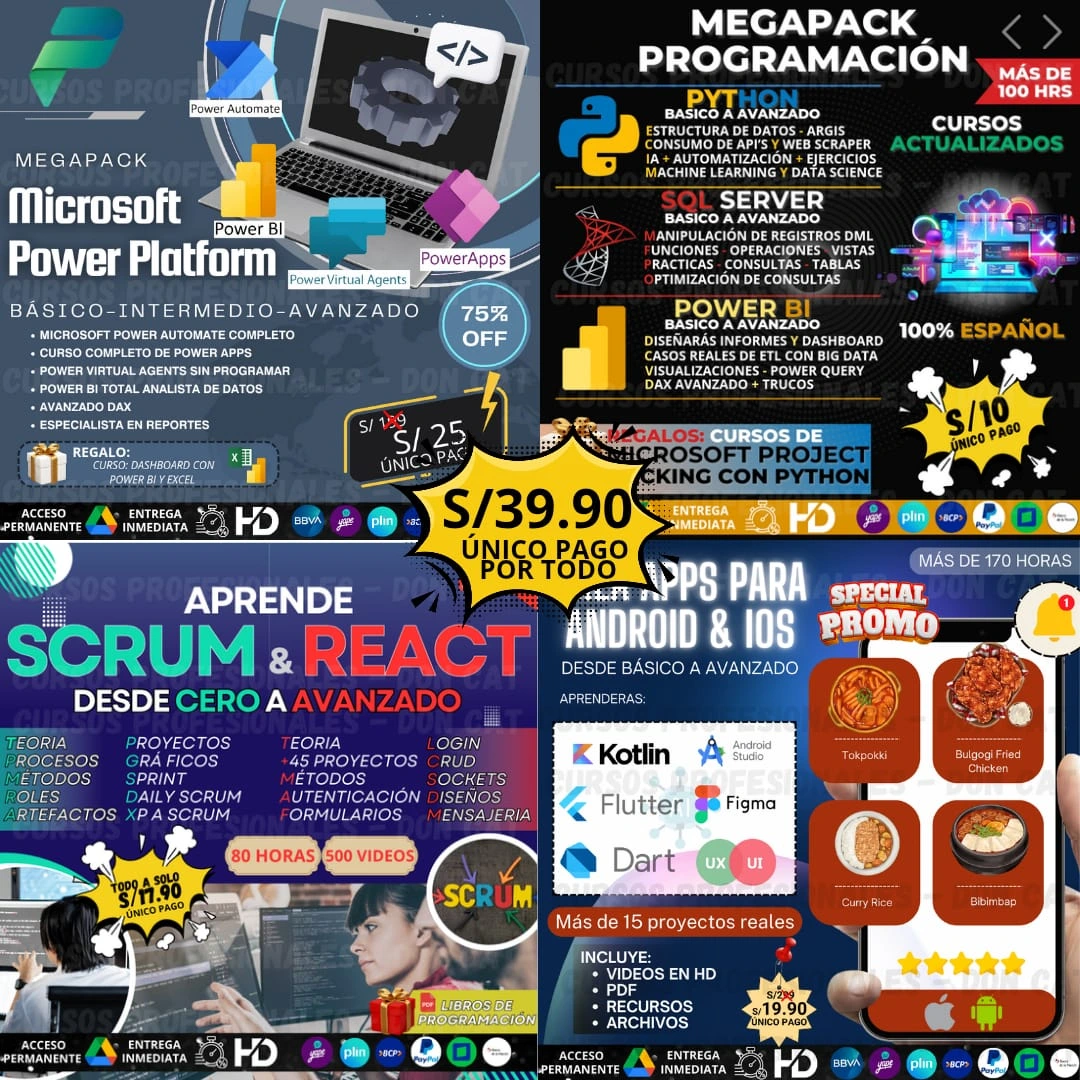 </>
Power Automate
MEGAPACK
Microsoft
Power Platform
Power BI
Power Virtual Agents
PowerApps
BÁSICO-INTERMEDIO-AVANZADO
75%
OFF
• MICROSOFT POWER AUTOMATE COMPLETO
• CURSO COMPLETO DE POWER APPS
• POWER VIRTUAL AGENTS SIN PROGRAMAR
• POWER BI TOTAL ANALISTA DE DATOS
• AVANZADO DAX
• ESPECIALISTA EN REPORTES
S/ 25
ÚNICO PAGO
REGALO:
CURSO: DASHBOARD CON
POWER BI Y EXCEL
ACCESO
PERMANENTE
ENTREGA
INMEDIATA
HD
BBVA
yape
plin
MEGAPACK
PROGRAMACIÓN
MÁS DE
100 HRS
PYTHON
BASICO A AVANZADO
ESTRUCTURA DE DATOS - ARGIS
CONSUMO DE API'S Y WEB SCRAPER
IA + AUTOMATIZACIÓN + EJERCICIOS
MACHINE LEARNING Y DATA SCIENCE
CURSOS
ACTUALIZADOS
SQL SERVER
BASICO A AVANZADO
MANIPULACIÓN DE REGISTROS DML
FUNCIONES - OPERACIONES - VISTAS
PRACTICAS - CONSULTAS - TABLAS
OPTIMIZACIÓN DE CONSULTAS
POWER BI
BASICO A AVANZADO
DISEÑARÁS INFORMES Y DASHBOARD
CASOS REALES DE ETL CON BIG DATA
VISUALIZACIONES - POWER QUERY
DAX AVANZADO + TRUCOS
100% ESPAÑOL
S/10
ÚNICO PAGO
REGALOS: CURSOS DE
MICROSOFT PROJECT
CKING CON PYTHON
NMEDIATA
HD
yape
plin
BCP
PayPal
S/39.90
ÚNICO PAGO
POR TODO
APRENDE
SCRUM & REACT
DESDE CERO A AVANZADO
TEORIA PROYECTOS TEORIA LOGIN
PROCESOS GRÁFICOS +45 PROYECTOS CRUD
MÉTODOS SPRINT MÉTODOS SOCKETS
ROLES DAILY SCRUM AUTENTICACIÓN DISEÑOS
ARTEFACTOS XP A SCRUM FORMULARIOS MENSAJERIA
80 HORAS 500 VIDEOS
TODO A SOLO
S/17.90
ÚNICO PAGO
SCRUM
PDF
LIBROS DE
PROGRAMACIÓN
ACCESO
PERMANENTE
ENTREGA
INMEDIATA
HD
yape
plin
BCP
PayPal
MÁS DE 170 HORAS
APPS PARA
ANDROID & IOS
DESDE BÁSICO A AVANZADO
SPECIAL
PROMO
1
APRENDERAS:
Kotlin
Android
Studio
Flutter
Figma
Dart
UX UI
Tokpokki
Bulgogi Fried
Chicken
Curry Rice
Bibimbap
Más de 15 proyectos reales
INCLUYE:
• VIDEOS EN HD
• PDF
• RECURSOS
• ARCHIVOS
S/299
S/19.90
ÚNICO PAGO
ACCESO
PERMANENTE
ENTREGA
INMEDIATA
HD
BBVA
yape
plin
BCP
PayPal
CURSOS PROFESIONALES - DON CAT